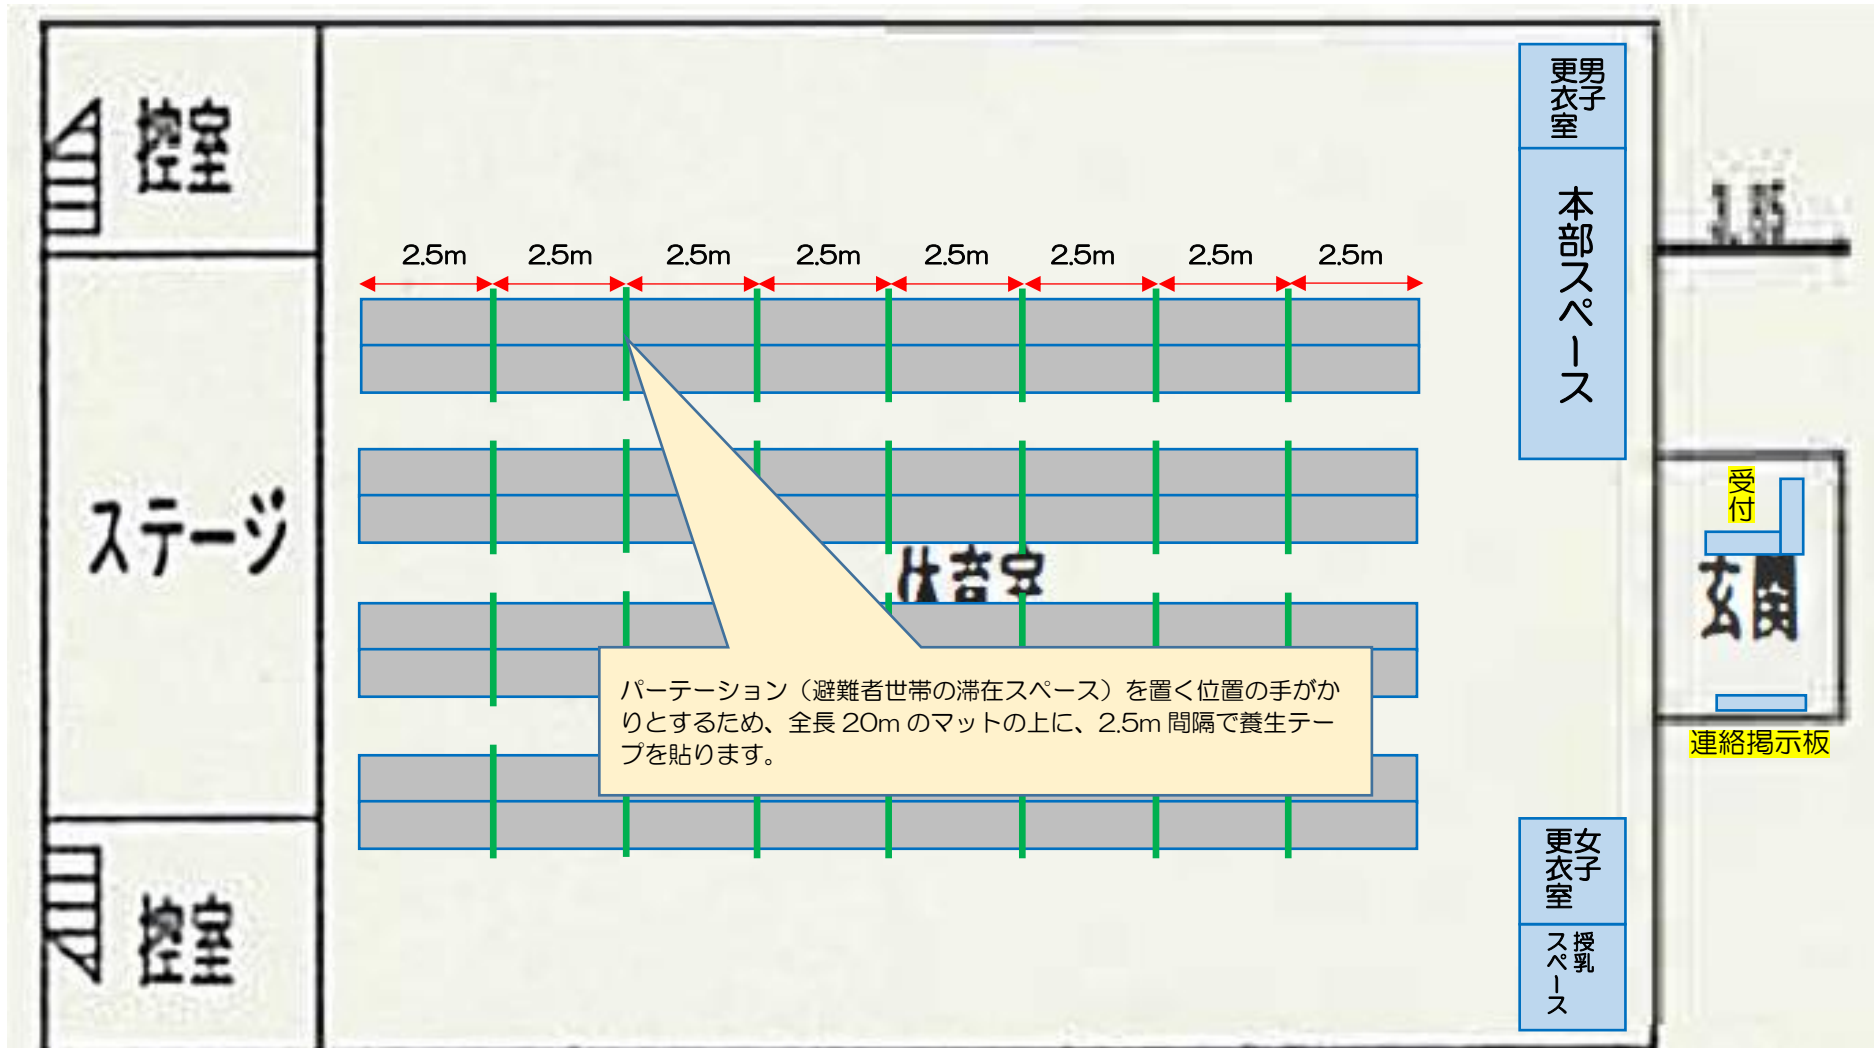 控室
男子
更衣室
本部スペース
3.85
2.5m 2.5m 2.5m 2.5m 2.5m 2.5m 2.5m 2.5m
ステージ
受付
玄関
連絡掲示板
パーテーション（避難者世帯の滞在スペース）を置く位置の手がか
りとするため、全長 20m のマットの上に、2.5m 間隔で養生テー
プを貼ります。
控室
女子
更衣室
授乳
スペース